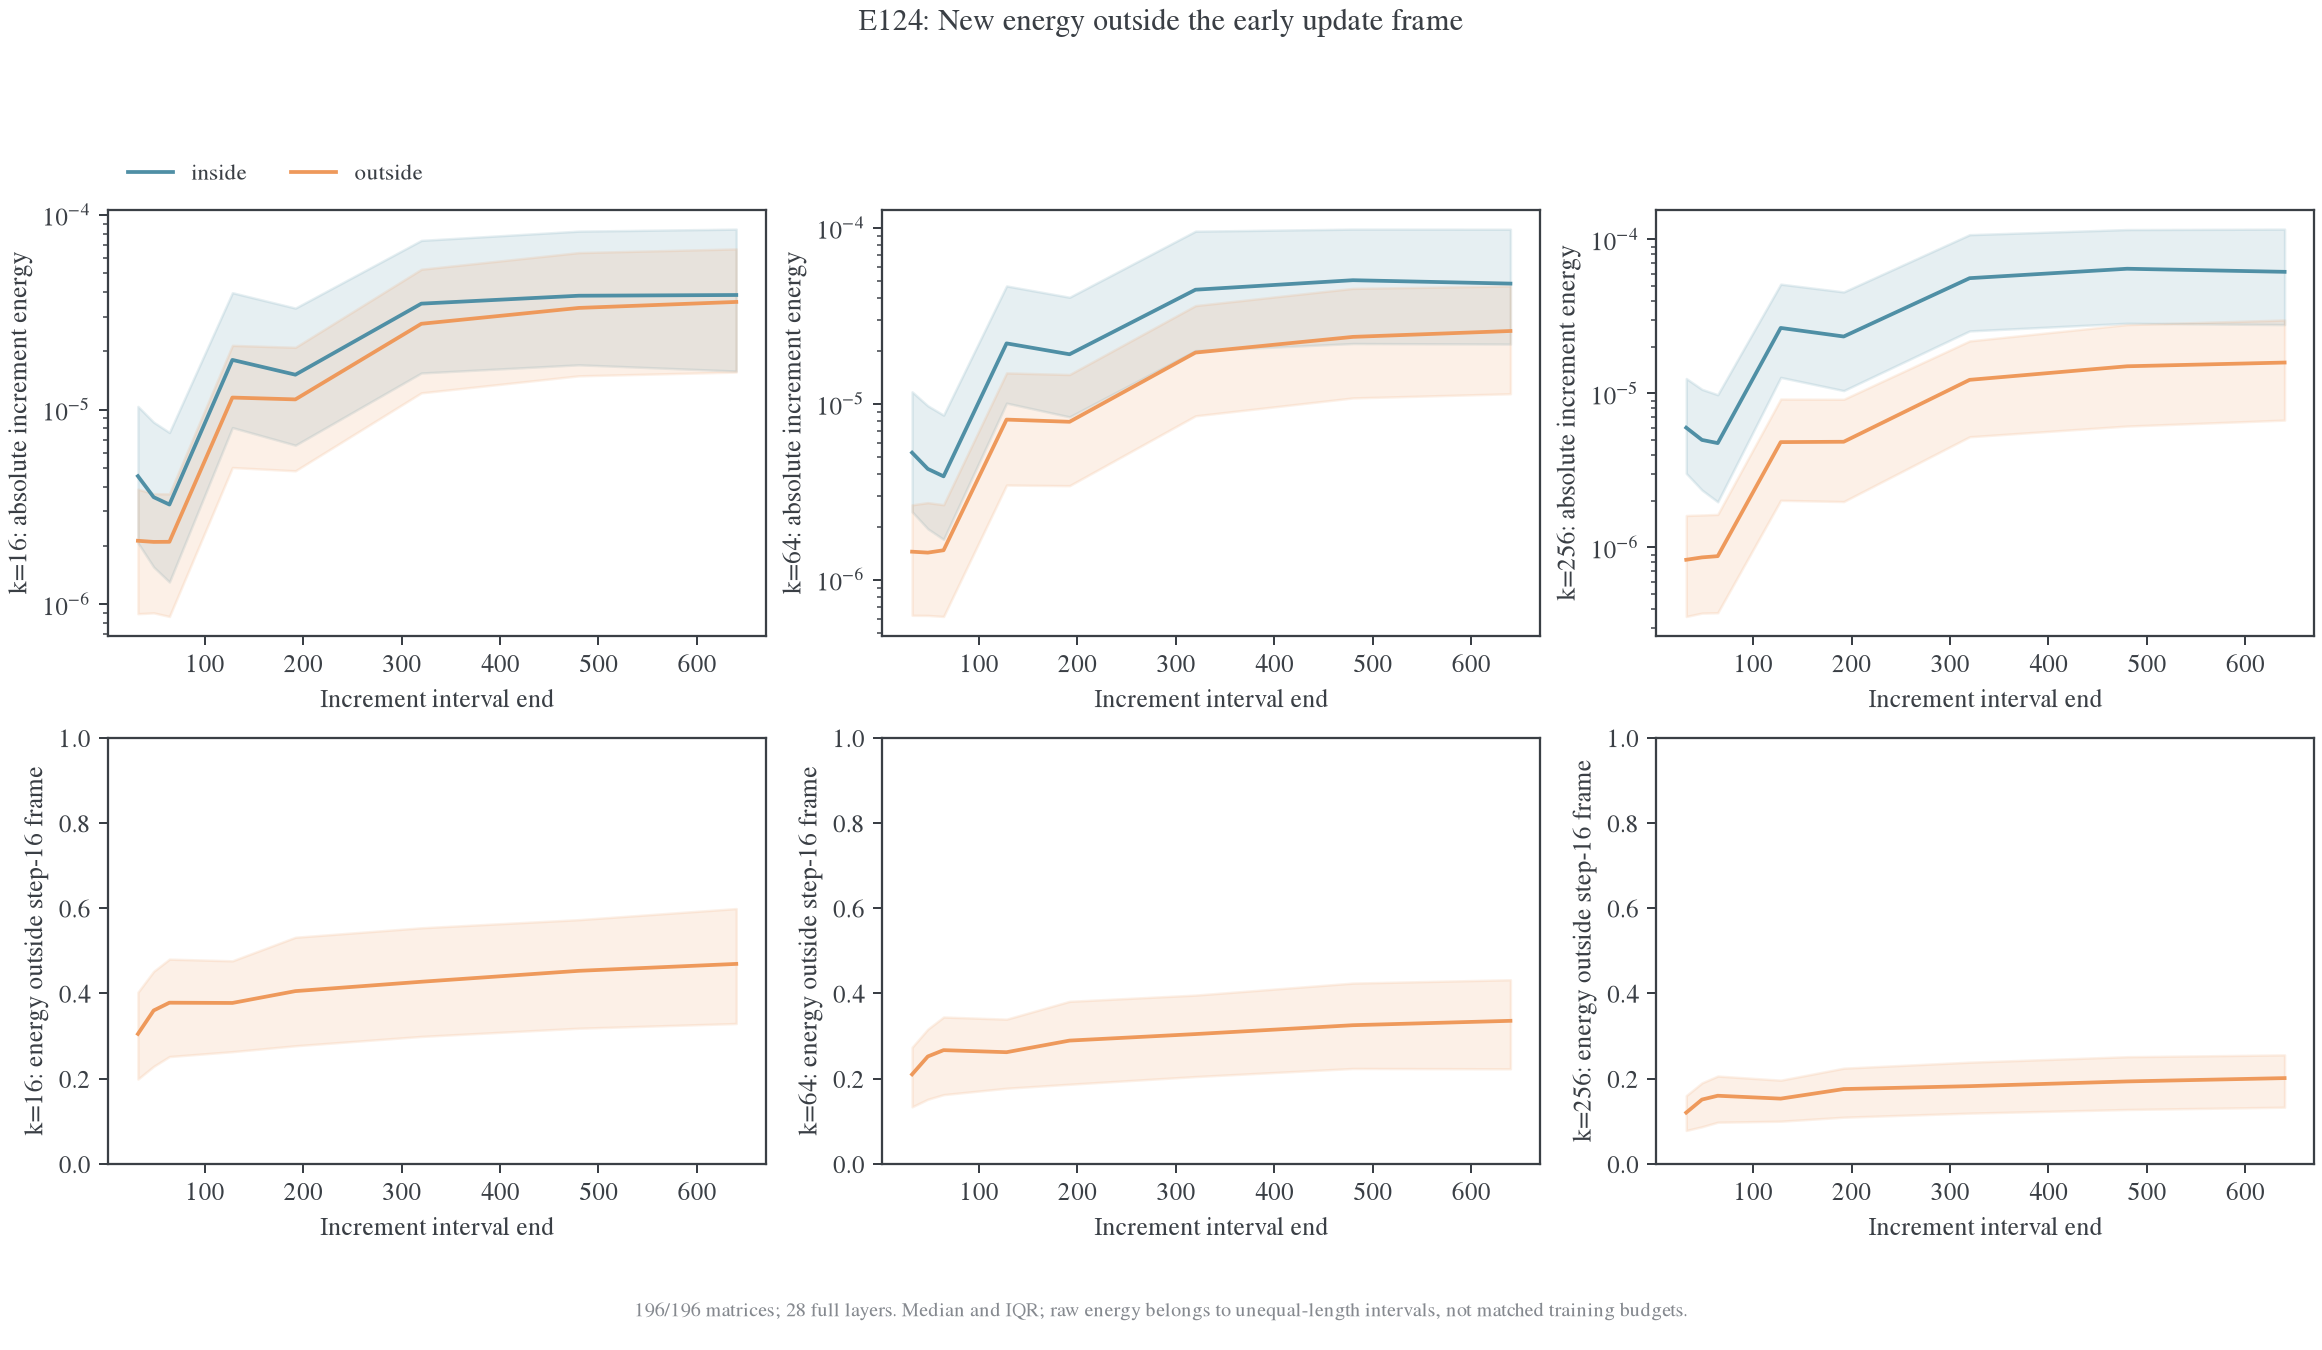 E124: New energy outside the early update frame
inside
outside
k=16: absolute increment energy
10⁻⁴
10⁻⁵
10⁻⁶
100 200 300 400 500 600
Increment interval end
k=64: absolute increment energy
10⁻⁴
10⁻⁵
10⁻⁶
100 200 300 400 500 600
Increment interval end
k=256: absolute increment energy
10⁻⁴
10⁻⁵
10⁻⁶
100 200 300 400 500 600
Increment interval end
k=16: energy outside step-16 frame
1.0
0.8
0.6
0.4
0.2
0.0
100 200 300 400 500 600
Increment interval end
k=64: energy outside step-16 frame
1.0
0.8
0.6
0.4
0.2
0.0
100 200 300 400 500 600
Increment interval end
k=256: energy outside step-16 frame
1.0
0.8
0.6
0.4
0.2
0.0
100 200 300 400 500 600
Increment interval end
196/196 matrices; 28 full layers. Median and IQR; raw energy belongs to unequal-length intervals, not matched training budgets.